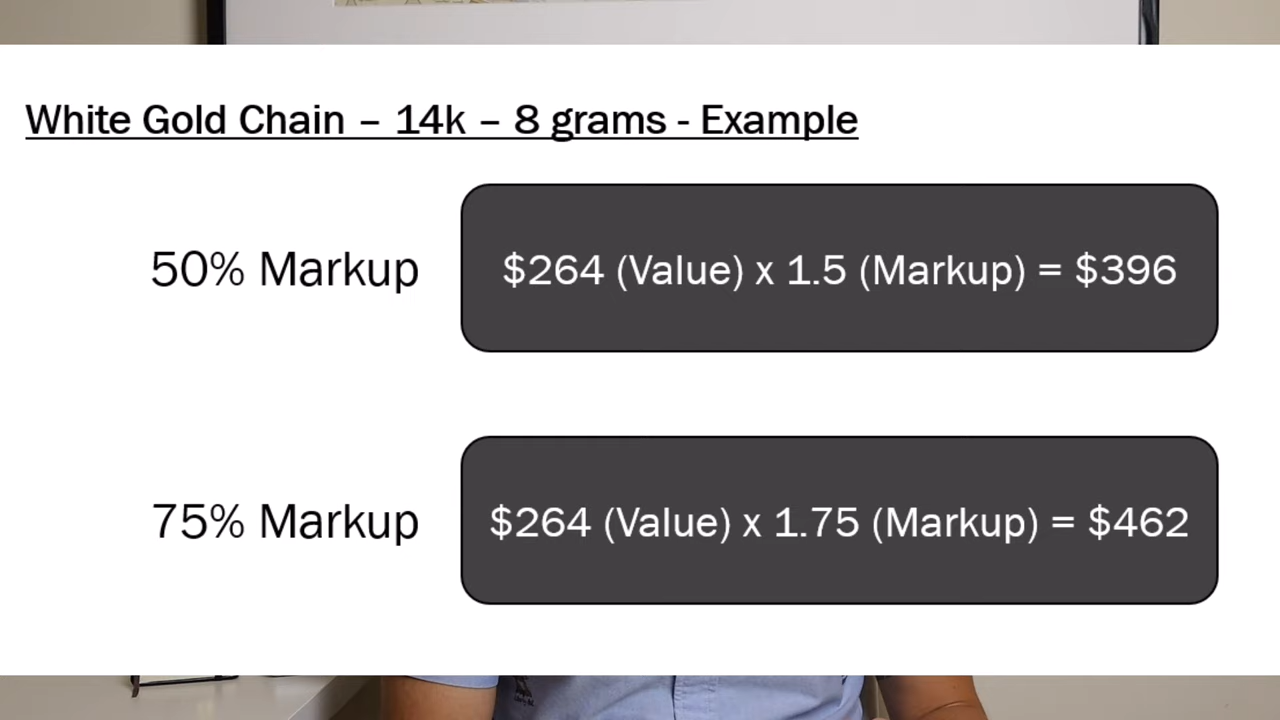 White Gold Chain – 14k – 8 grams - Example
50% Markup
$264 (Value) x 1.5 (Markup) = $396
75% Markup
$264 (Value) x 1.75 (Markup) = $462